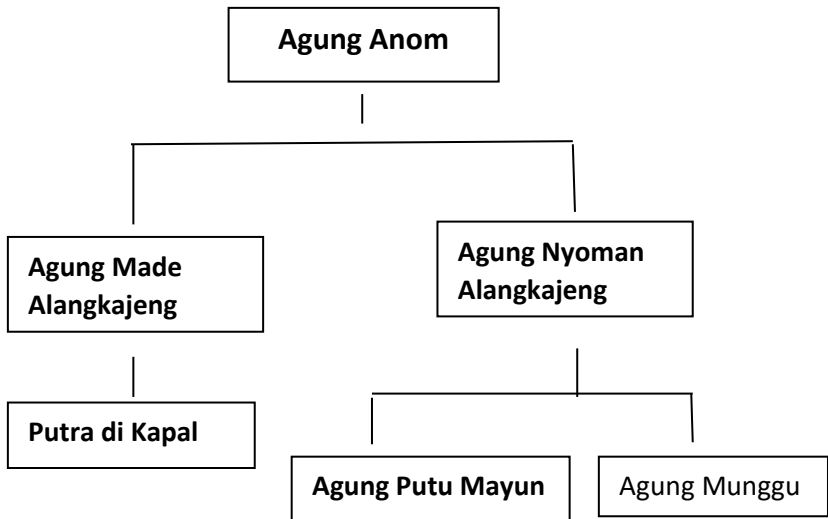 Agung Anom
Agung Made
Alangkajeng
Agung Nyoman
Alangkajeng
Putra di Kapal
Agung Putu Mayun
Agung Munggu